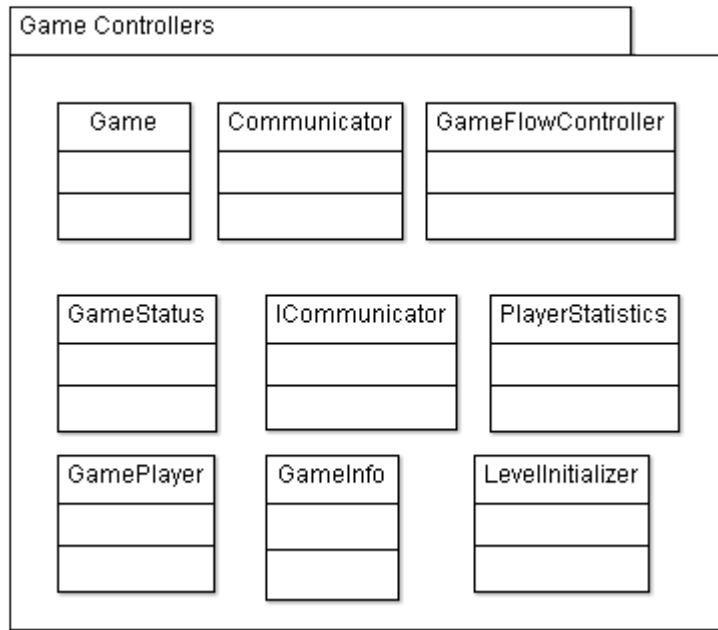 Game Controllers
Game
Communicator
GameFlowController
GameStatus
ICommunicator
PlayerStatistics
GamePlayer
GameInfo
LevelInitializer